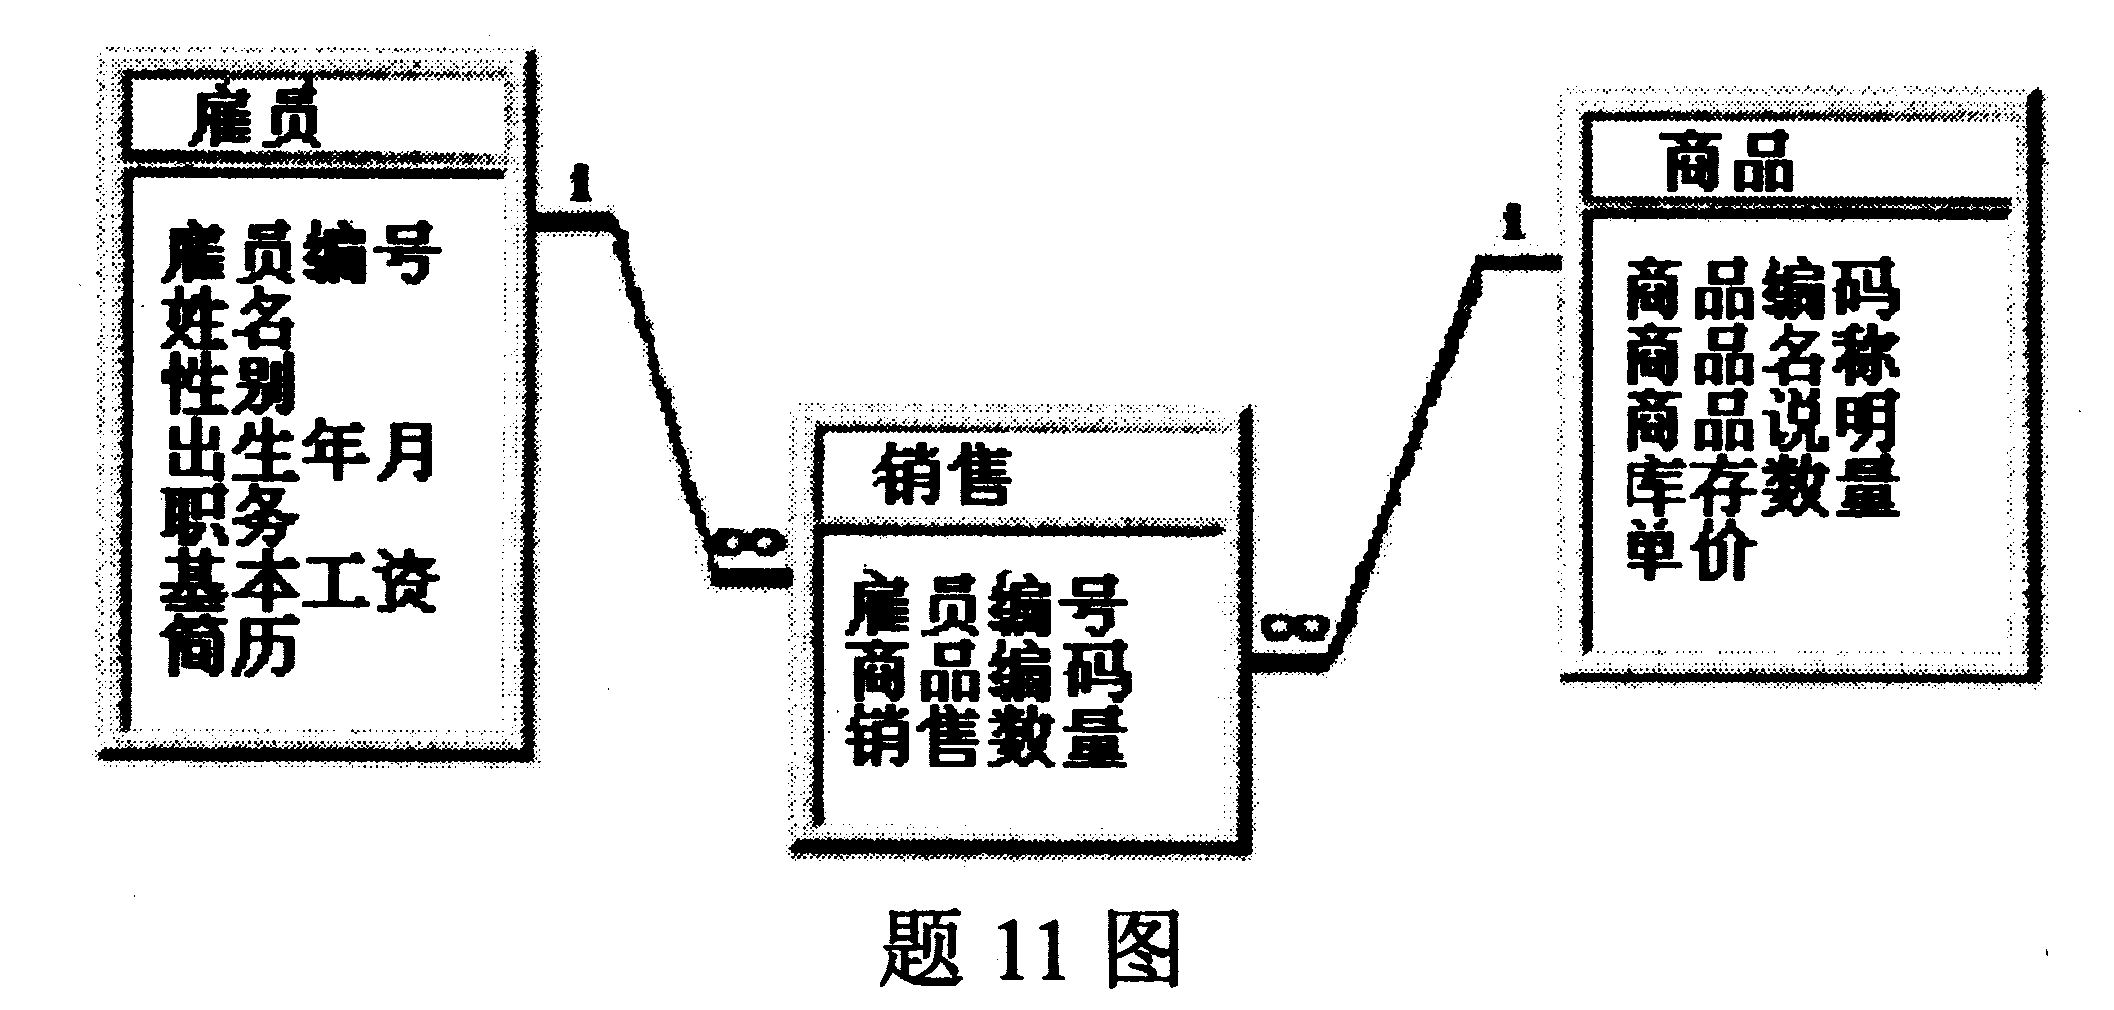 雇员
雇员编号
姓名
性别
出生年月
职务
基本工资
简历
1
∞
销售
雇员编号
商品编码
销售数量
∞
1
商品
商品编码
商品名称
商品说明
库存数量
单价
题 11 图